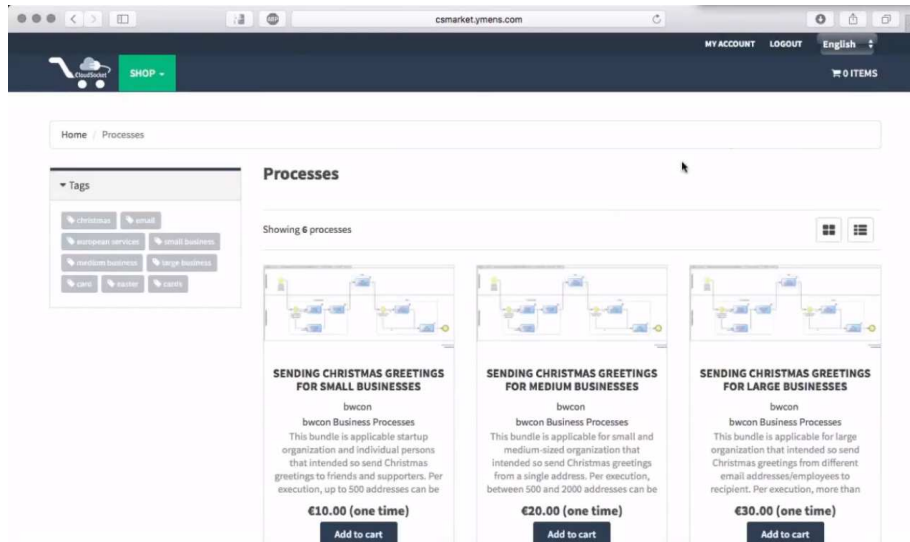 csmarket.ymens.com
MY ACCOUNT LOGOUT English
CloudSocket SHOP
0 ITEMS
Home / Processes
Tags
christmas small
european services small business
medium business large business
card easter cards
Processes
Showing 6 processes
SENDING CHRISTMAS GREETINGS
FOR SMALL BUSINESSES
bwcon
bwcon Business Processes
This bundle is applicable startup
organization and individual persons
that intended so send Christmas
greetings to friends and supporters. Per
execution, up to 500 addresses can be
€10.00 (one time)
Add to cart
SENDING CHRISTMAS GREETINGS
FOR MEDIUM BUSINESSES
bwcon
bwcon Business Processes
This bundle is applicable for small and
medium-sized organization that
intended so send Christmas greetings
from a single address. Per execution,
between 500 and 2000 addresses can be
€20.00 (one time)
Add to cart
SENDING CHRISTMAS GREETINGS
FOR LARGE BUSINESSES
bwcon
bwcon Business Processes
This bundle is applicable for large
organization that intended so send
Christmas greetings from different
email addresses/employees to
recipient. Per execution, more than
€30.00 (one time)
Add to cart